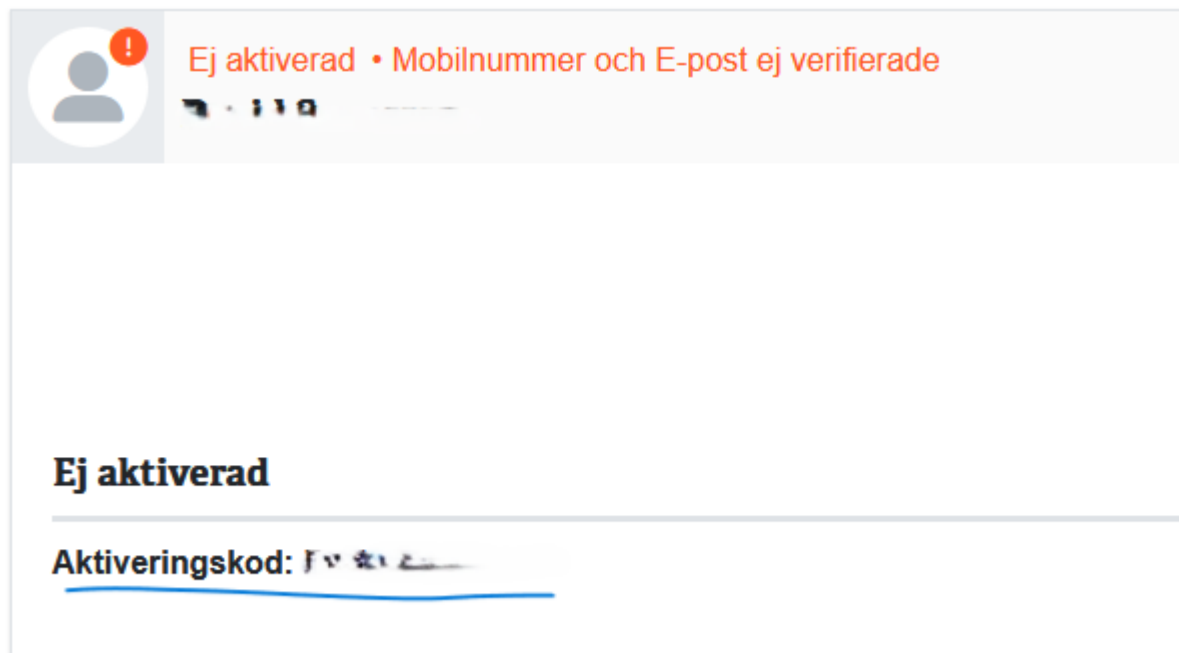 Ej aktiverad • Mobilnummer och E-post ej verifierade
Ej aktiverad
Aktiveringskod: